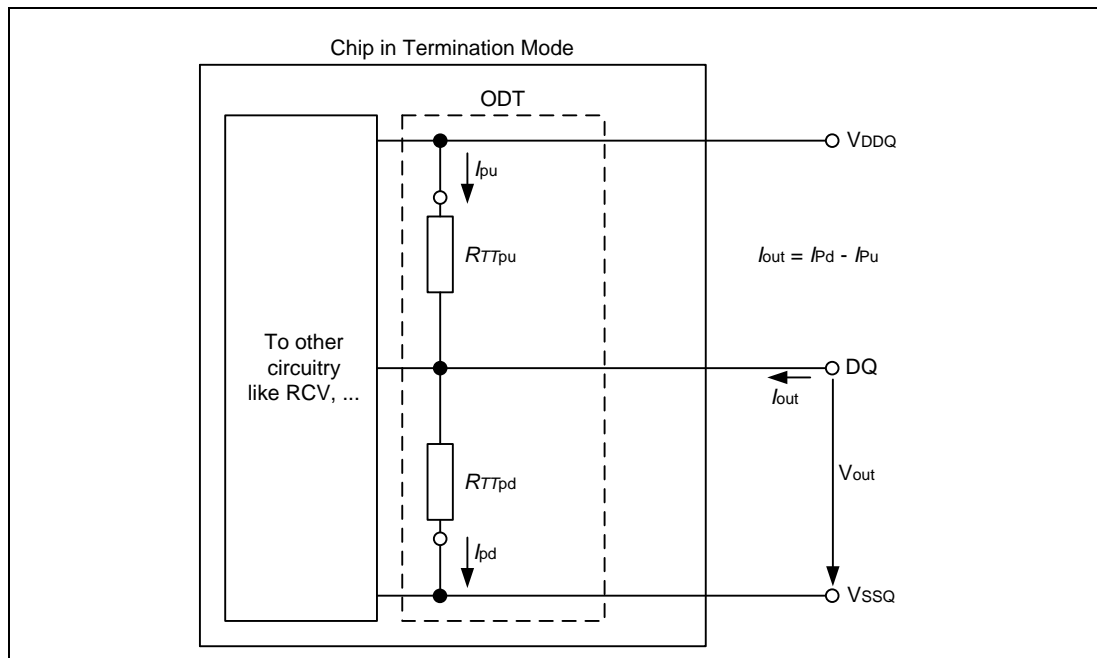 Chip in Termination Mode
ODT
VDDQ
Ipu
RTTpu
Iout = IPd - IPu
To other
circuitry
like RCV, ...
DQ
Iout
RTTpd
Vout
Ipd
VSSQ